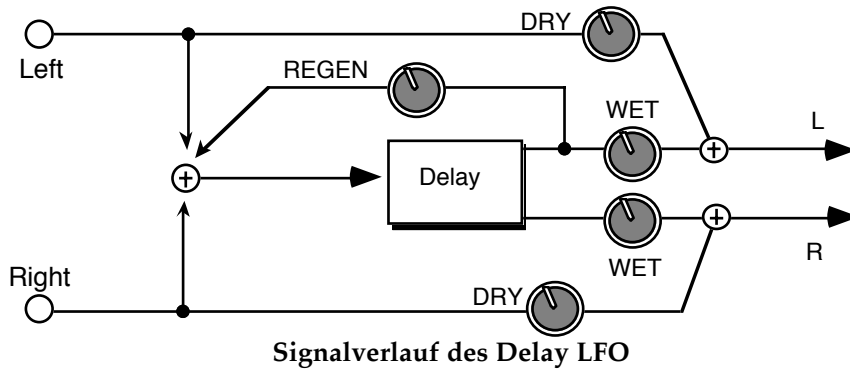 DRY
Left
REGEN
WET
L
Delay
R
WET
Right
DRY
Signalverlauf des Delay LFO